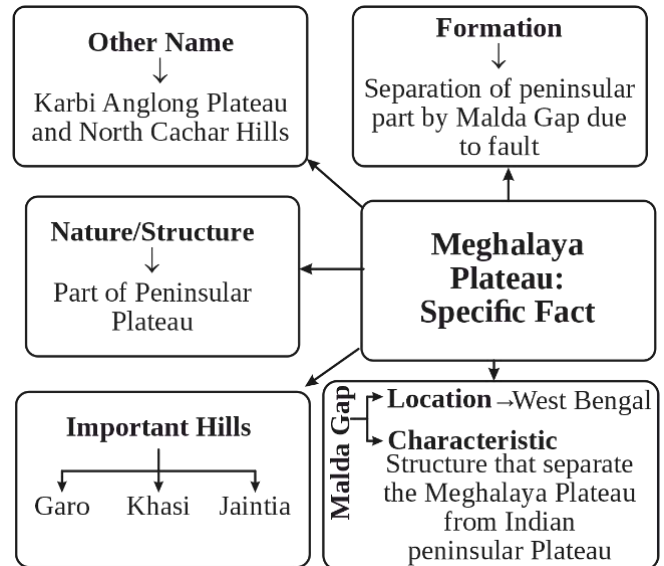 Other Name
↓
Karbi Anglong Plateau
and North Cachar Hills
Formation
↓
Separation of peninsular
part by Malda Gap due
to fault
Nature/Structure
↓
Part of Peninsular
Plateau
Meghalaya
Plateau:
Specific Fact
Important Hills
Garo Khasi Jaintia
Malda Gap
Location→West Bengal
Characteristic
Structure that separate
the Meghalaya Plateau
from Indian
peninsular Plateau